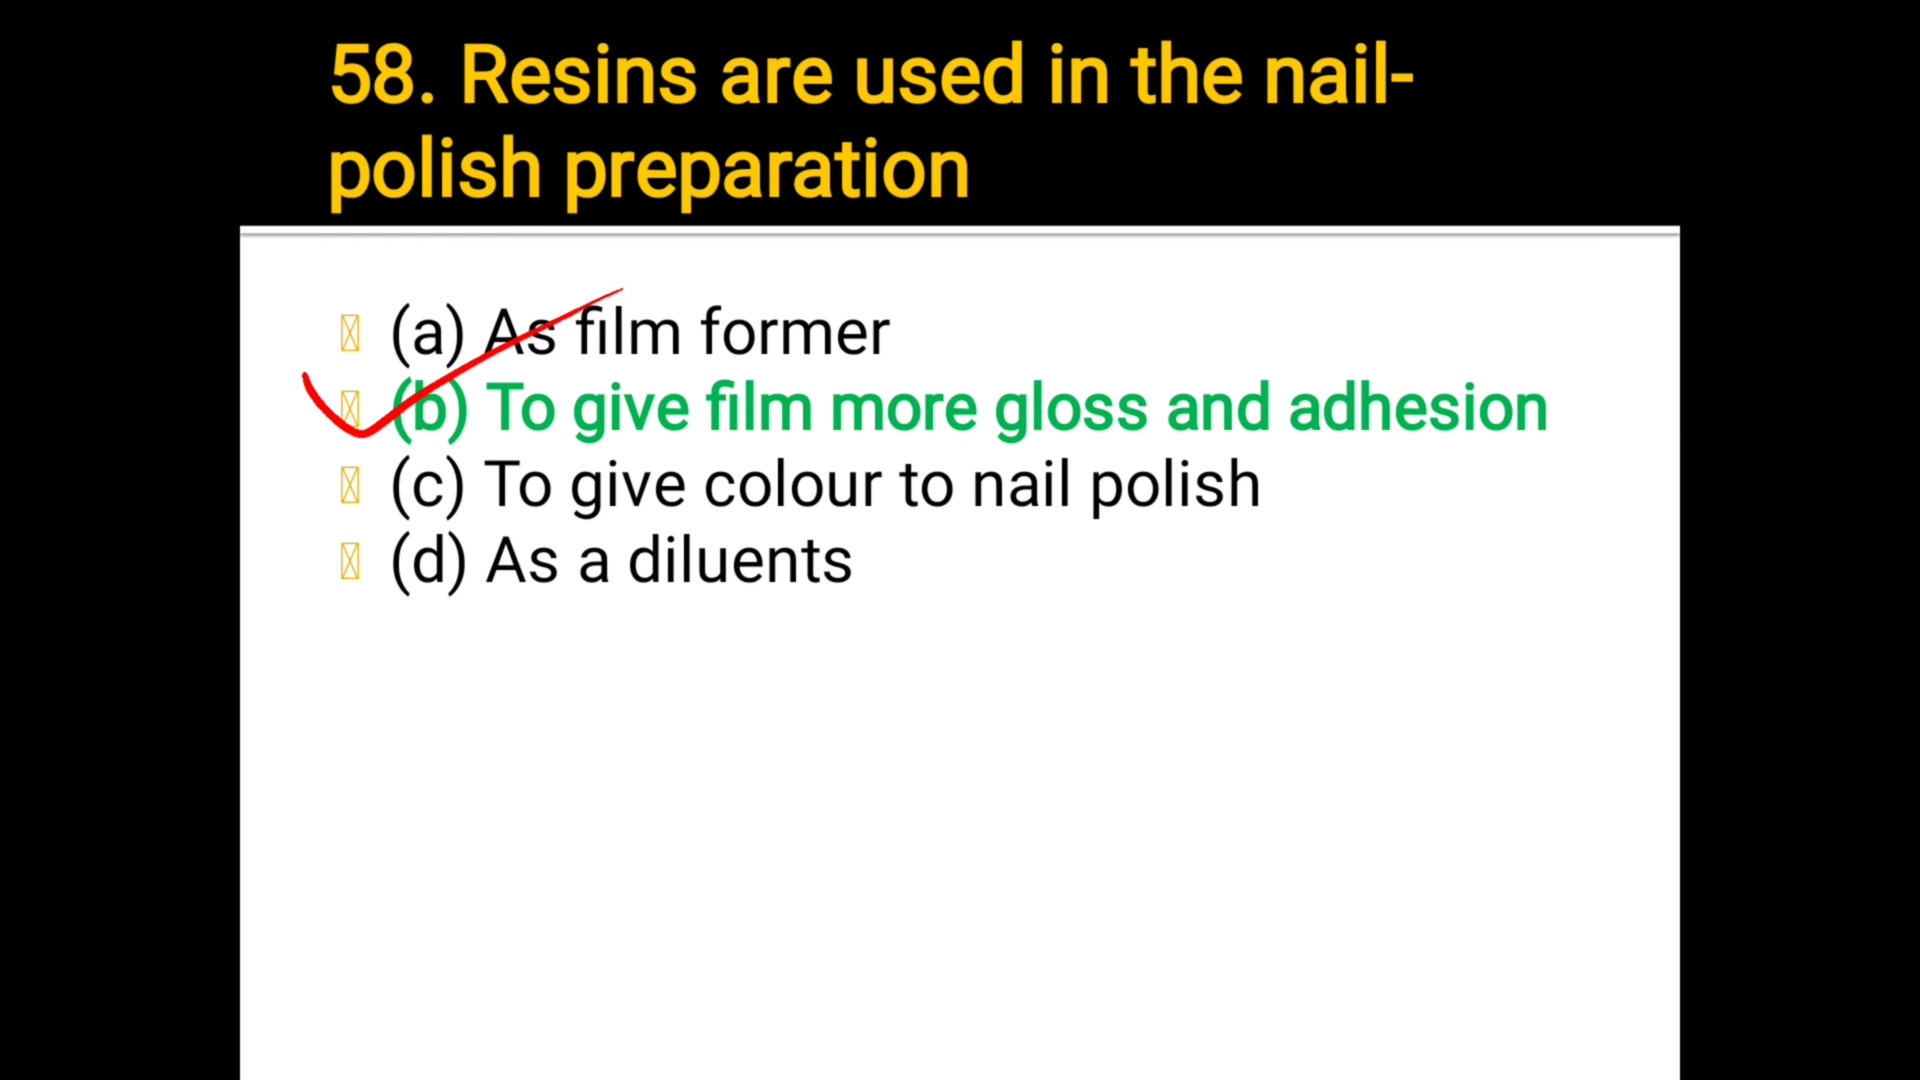 58. Resins are used in the nail-
polish preparation
(a) As film former
(b) To give film more gloss and adhesion
(c) To give colour to nail polish
(d) As a diluents